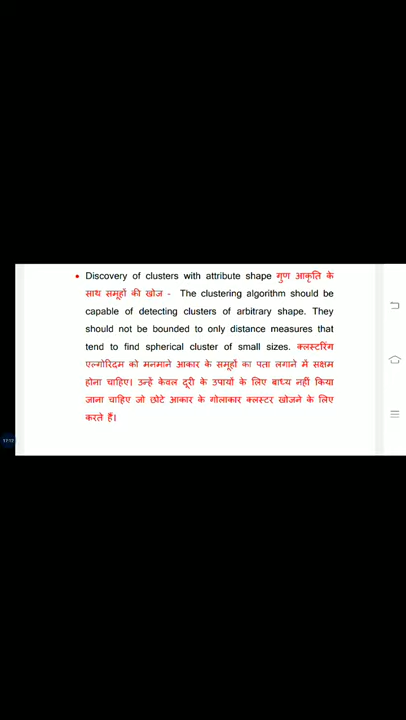 • Discovery of clusters with attribute shape गुण आकृति के
साथ समूहों की खोज - The clustering algorithm should be
capable of detecting clusters of arbitrary shape. They
should not be bounded to only distance measures that
tend to find spherical cluster of small sizes. क्लस्टरिंग
एल्गोरिदम को मनमाने आकार के समूहों का पता लगाने में सक्षम
होना चाहिए। उन्हें केवल दूरी के उपायों के लिए बाध्य नहीं किया
जाना चाहिए जो छोटे आकार के गोलाकार क्लस्टर खोजने के लिए
करते हैं।
17:12